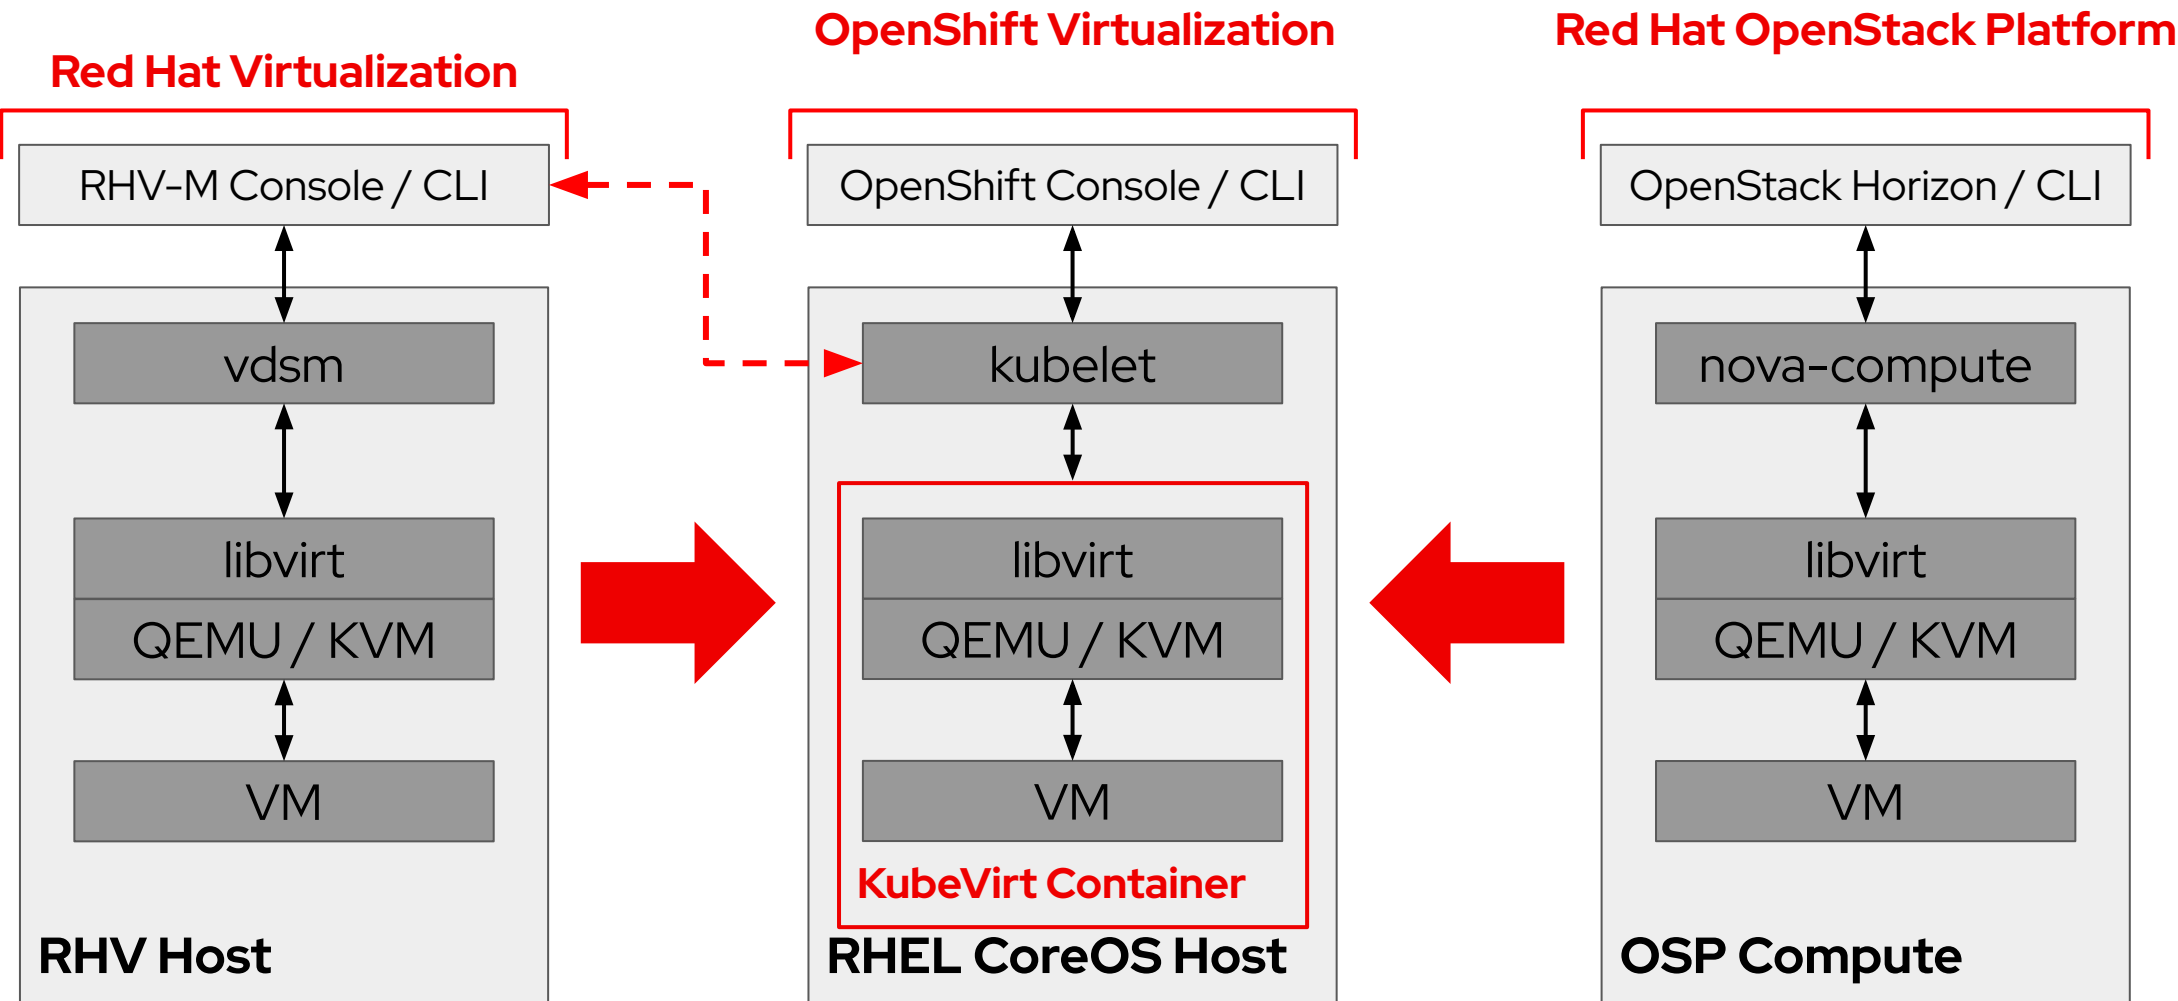 Red Hat Virtualization
RHV-M Console / CLI
vdsm
libvirt
QEMU / KVM
VM
RHV Host
OpenShift Virtualization
OpenShift Console / CLI
kubelet
libvirt
QEMU / KVM
VM
KubeVirt Container
RHEL CoreOS Host
Red Hat OpenStack Platform
OpenStack Horizon / CLI
nova-compute
libvirt
QEMU / KVM
VM
OSP Compute